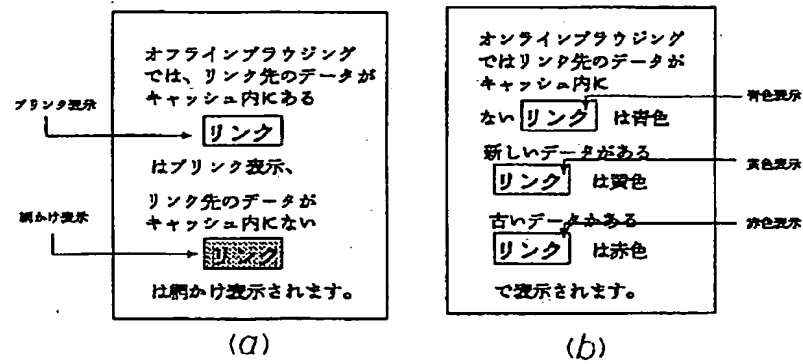 オフラインブラウジング
では、リンク先のデータが
キャッシュ内にある
ブリンク表示
リンク
はブリンク表示、
リンク先のデータが
キャッシュ内にない
網かけ表示
リンク
は網かけ表示されます。
(a)
オンラインブラウジング
ではリンク先のデータが
キャッシュ内に
青色表示
ない リンク は青色
新しいデータがある
黄色表示
リンク は黄色
古いデータがある
赤色表示
リンク は赤色
で表示されます。
(b)